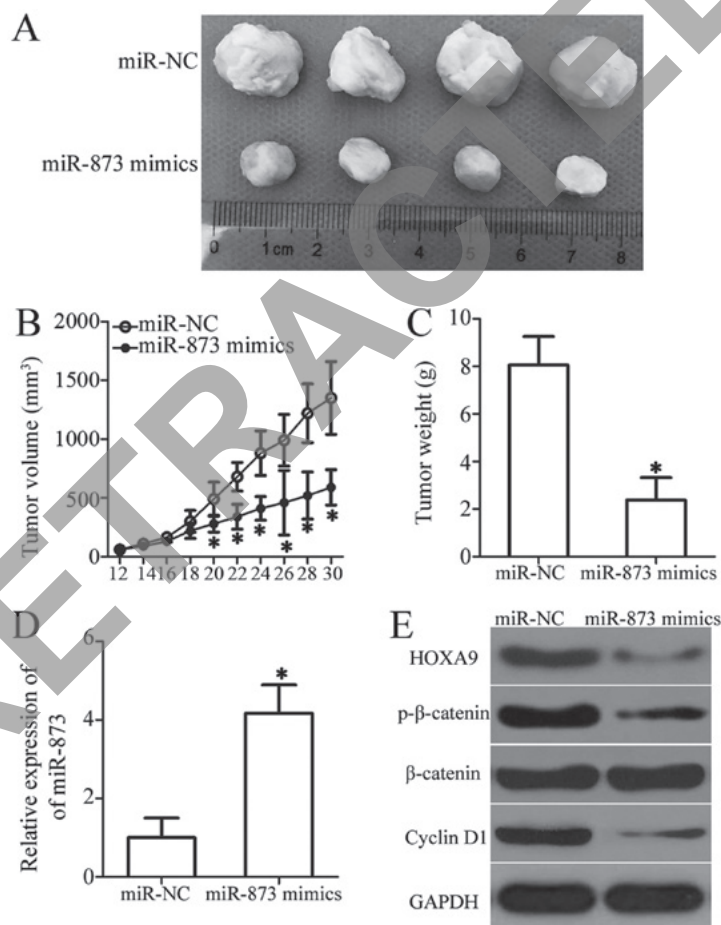 A
miR-NC
miR-873 mimics
0 1cm 2 3 4 5 6 7 8
B
miR-NC
miR-873 mimics
Tumor volume (mm³)
2000
1500
1000
500
0
12 14 16 18 20 22 24 26 28 30
* * * * * *
C
Tumor weight (g)
10
8
6
4
2
0
*
miR-NC miR-873 mimics
D
Relative expression of
of miR-873
6
4
2
0
*
miR-NC miR-873 mimics
E
miR-NC miR-873 mimics
HOXA9
p-β-catenin
β-catenin
Cyclin D1
GAPDH
RETRACTED